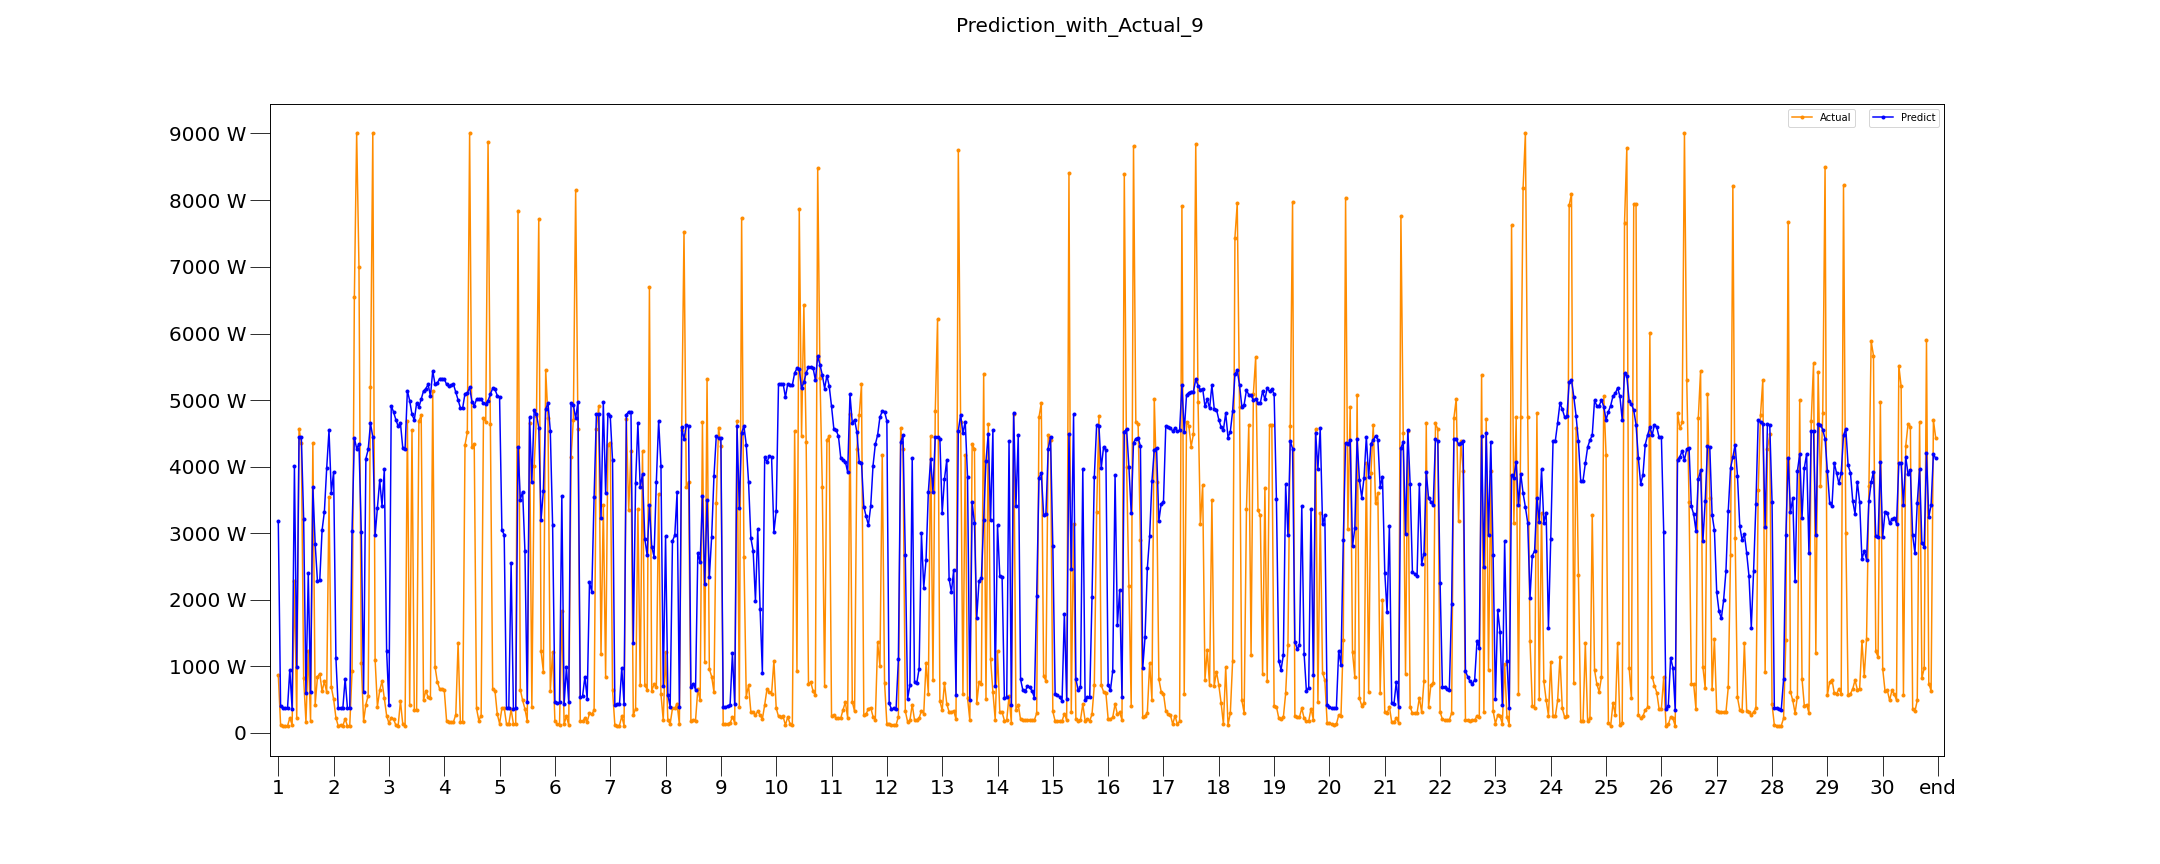 Prediction_with_Actual_9
Actual Predict
9000 W
8000 W
7000 W
6000 W
5000 W
4000 W
3000 W
2000 W
1000 W
0
1 2 3 4 5 6 7 8 9 10 11 12 13 14 15 16 17 18 19 20 21 22 23 24 25 26 27 28 29 30 end